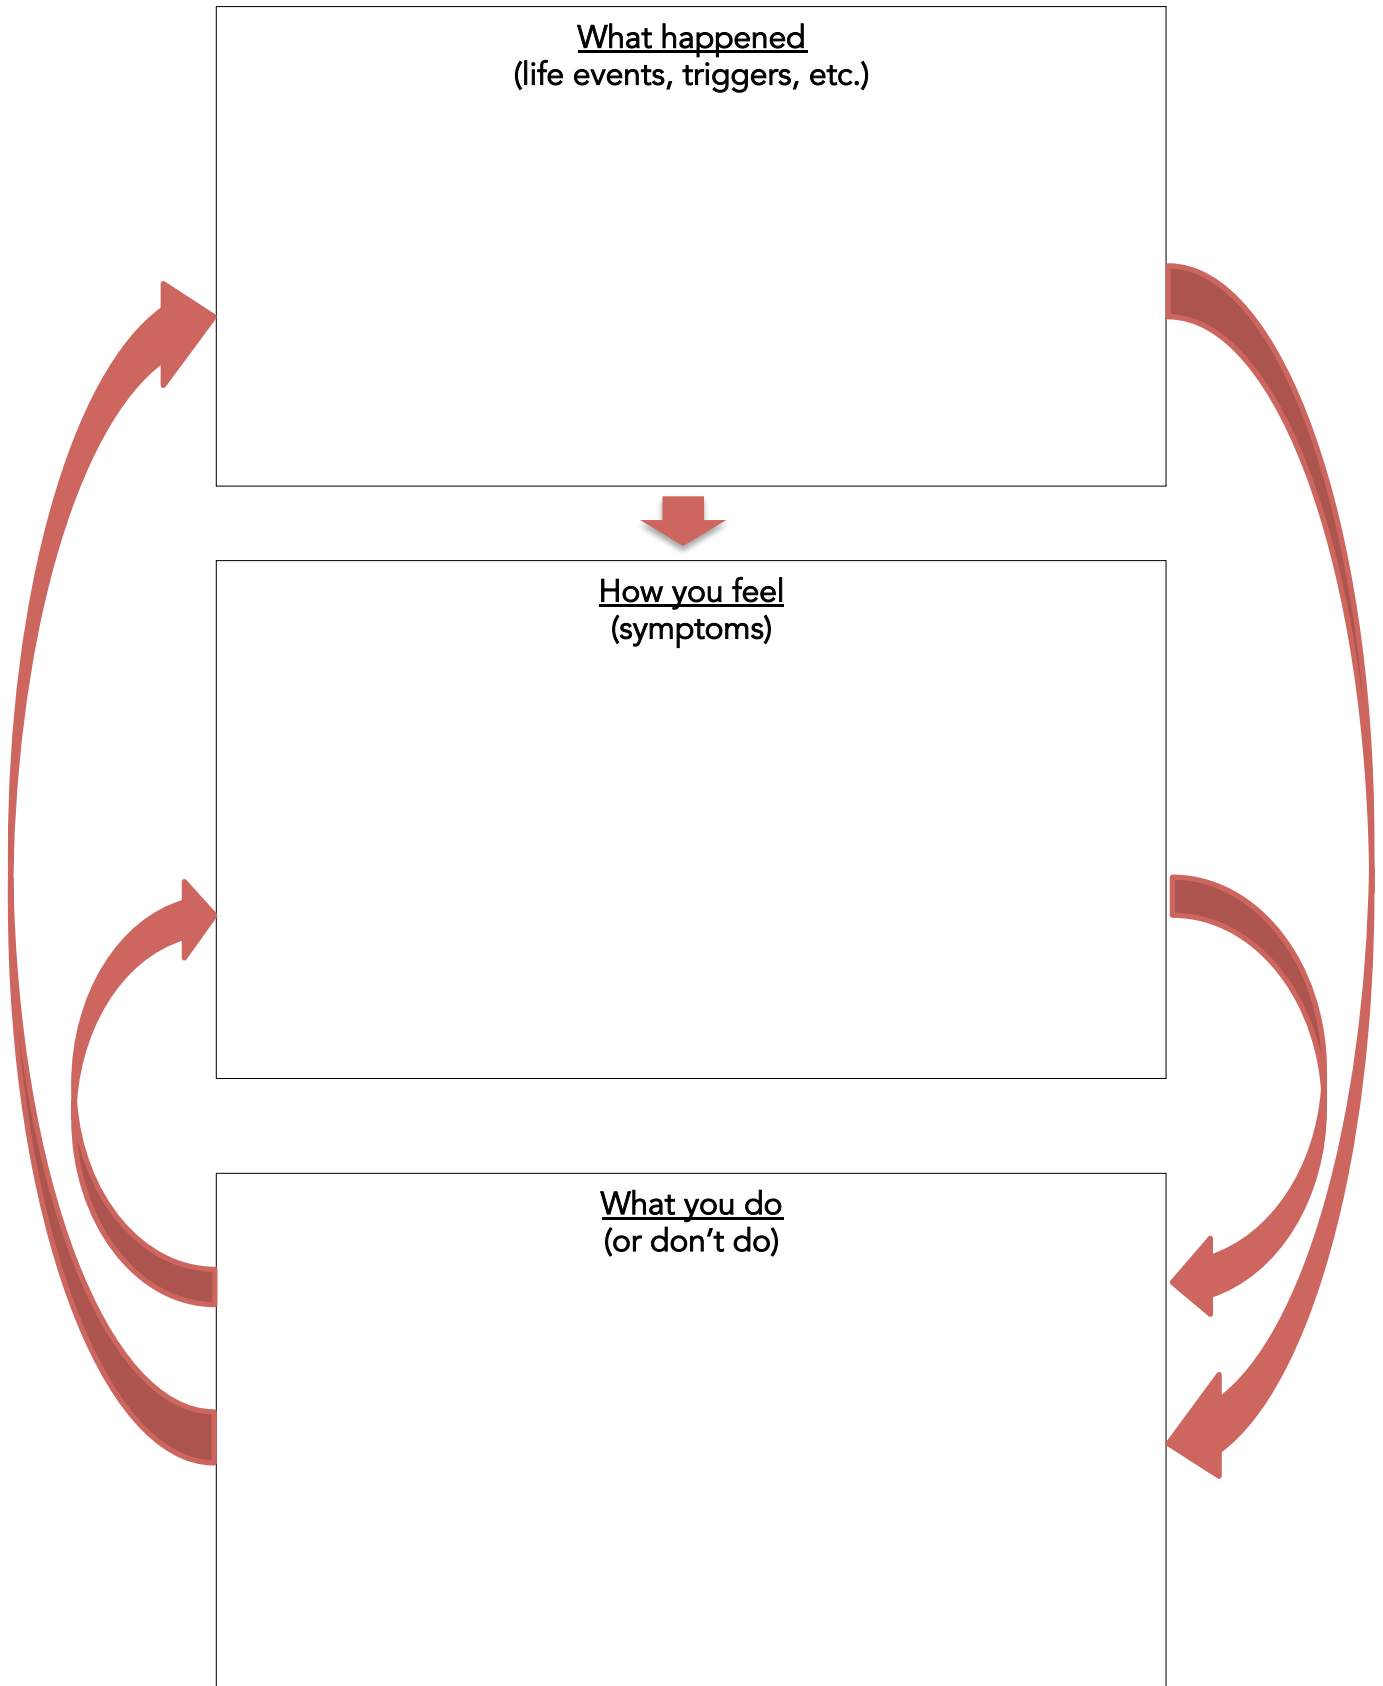 What happened
(life events, triggers, etc.)
How you feel
(symptoms)
What you do
(or don’t do)